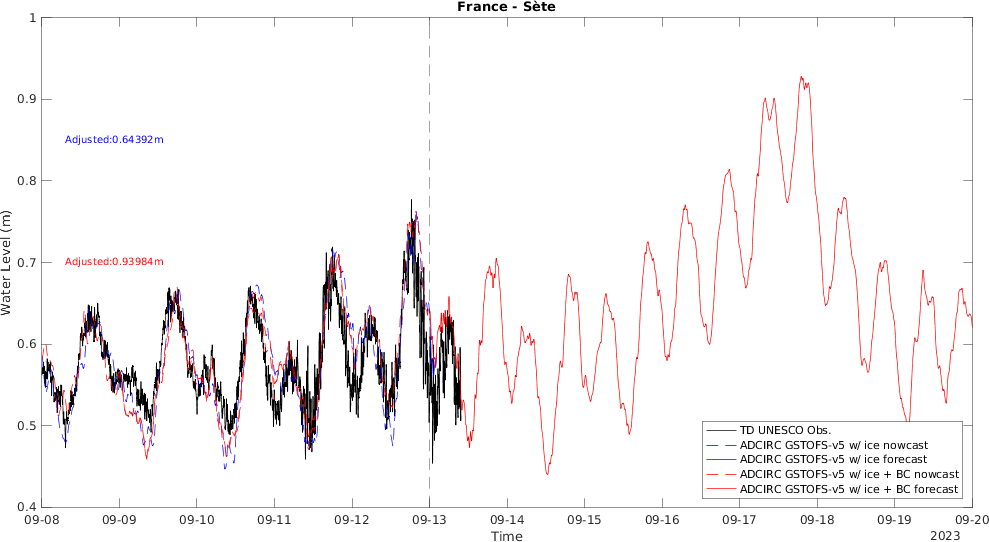 France - Sète
Water Level (m)
1
0.9
0.8
0.7
0.6
0.5
0.4
Adjusted:0.64392m
Adjusted:0.93984m
TD UNESCO Obs.
ADCIRC GSTOFS-v5 w/ ice nowcast
ADCIRC GSTOFS-v5 w/ ice forecast
ADCIRC GSTOFS-v5 w/ ice + BC nowcast
ADCIRC GSTOFS-v5 w/ ice + BC forecast
09-08 09-09 09-10 09-11 09-12 09-13 09-14 09-15 09-16 09-17 09-18 09-19 09-20
Time
2023